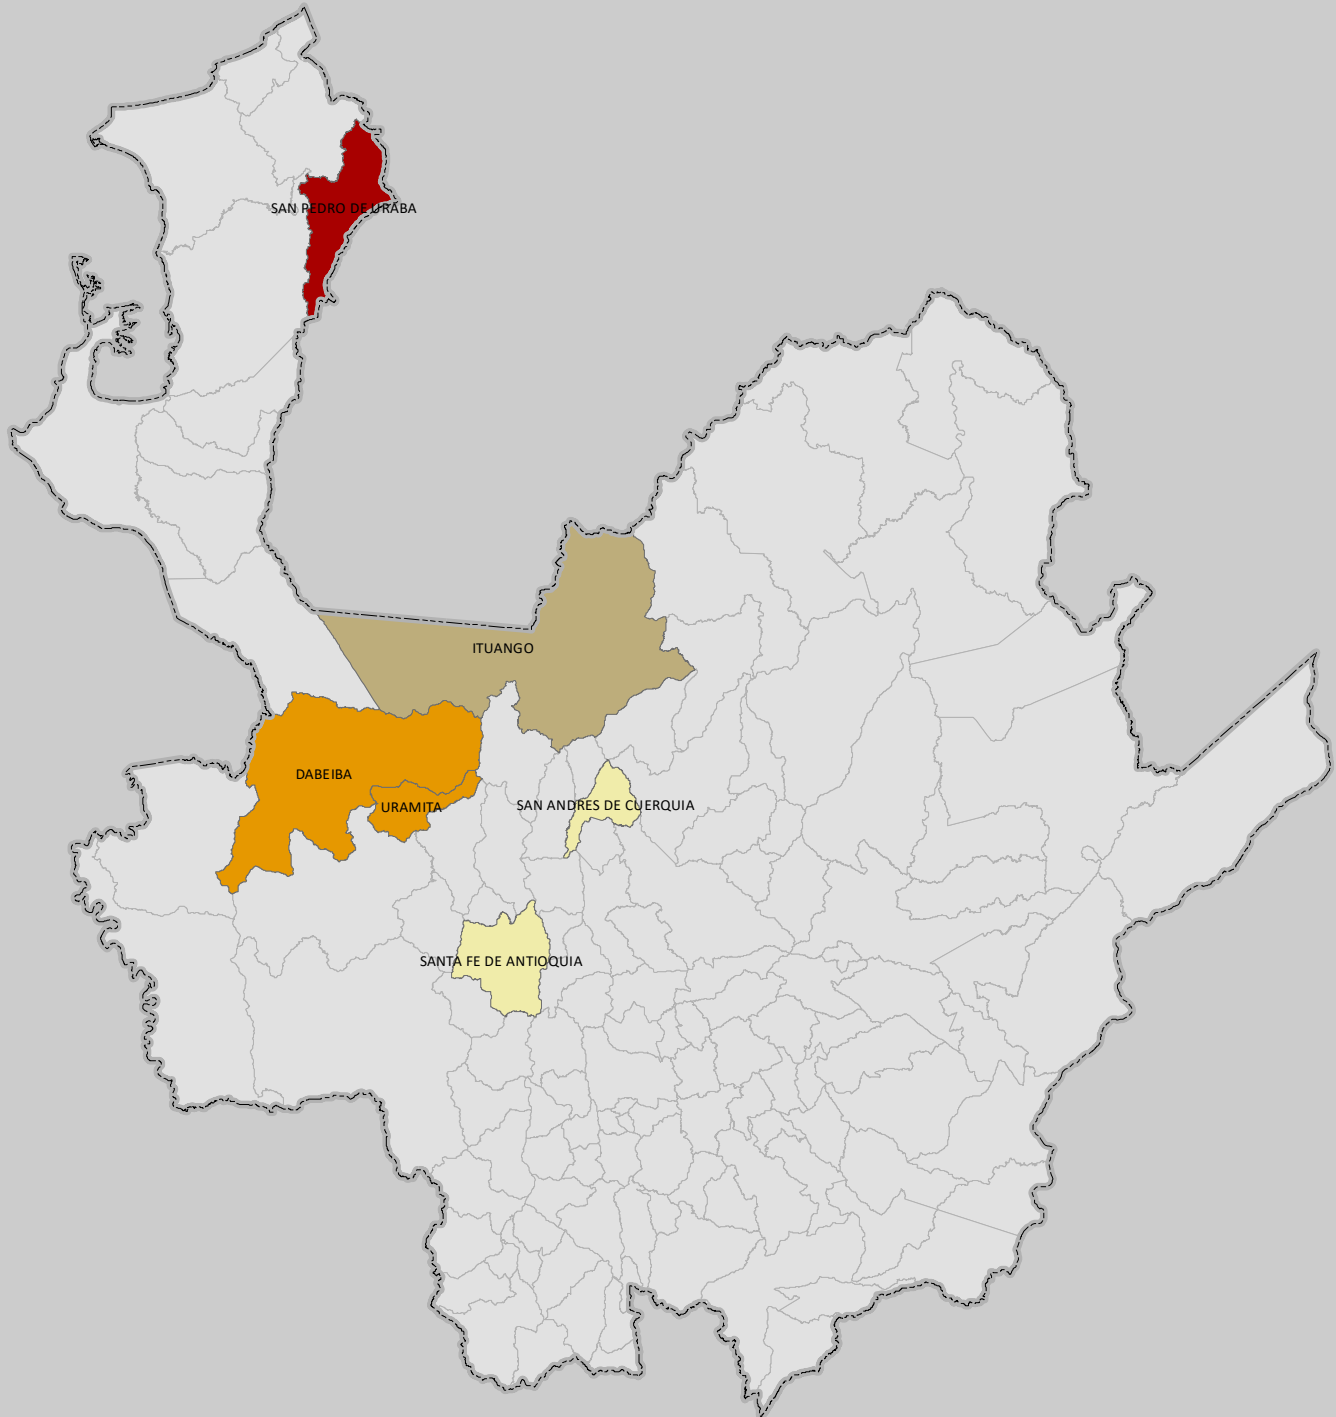 SAN PEDRO DE URABA
ITUANGO
DABEIBA
URAMITA
SAN ANDRES DE CUERQUIA
SANTA FE DE ANTIOQUIA